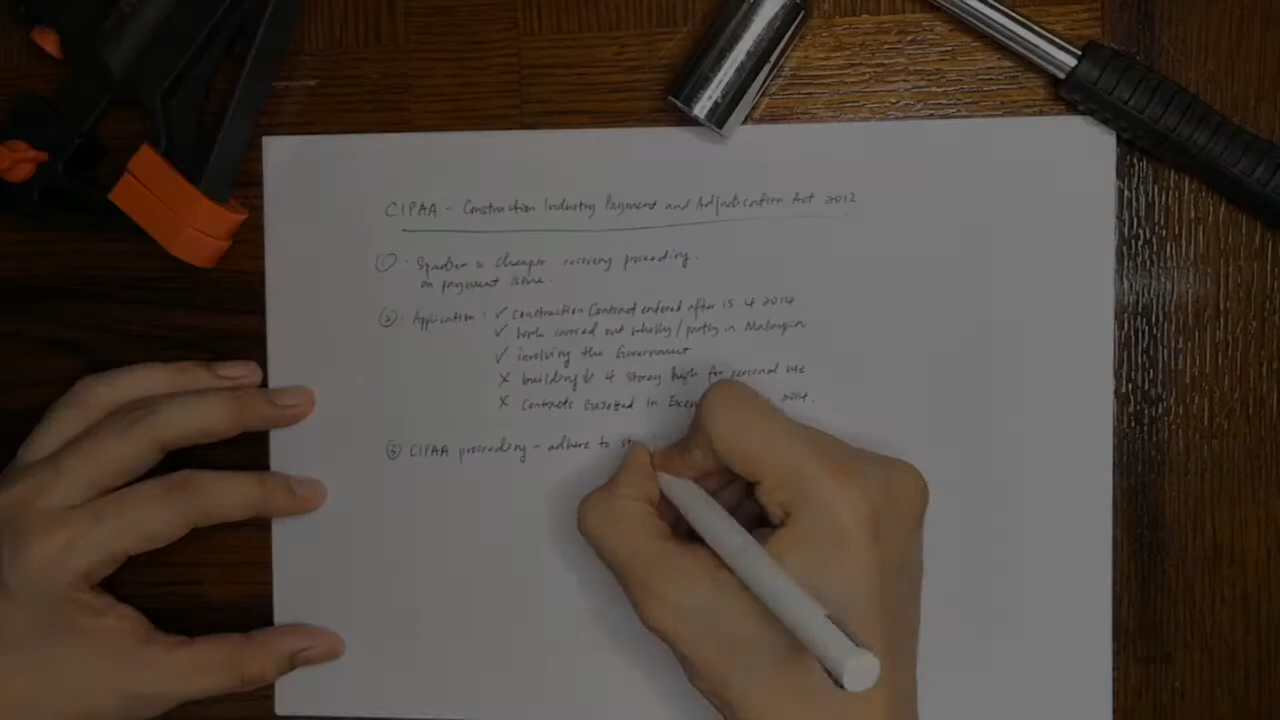 CIPAA - Construction Industry Payment and Adjudication Act 2012
① · Speedier & cheaper recovery proceeding.
on payment issue.
② · Application : ✓ Construction Contract entered after 15.4.2014
✓ Work carried out wholly / partly in Malaysia
✓ involving the Government
✗ building 4 storey high for personal use
✗ Contracts Gazetted in 2014.
③ CIPAA proceeding - adhere to